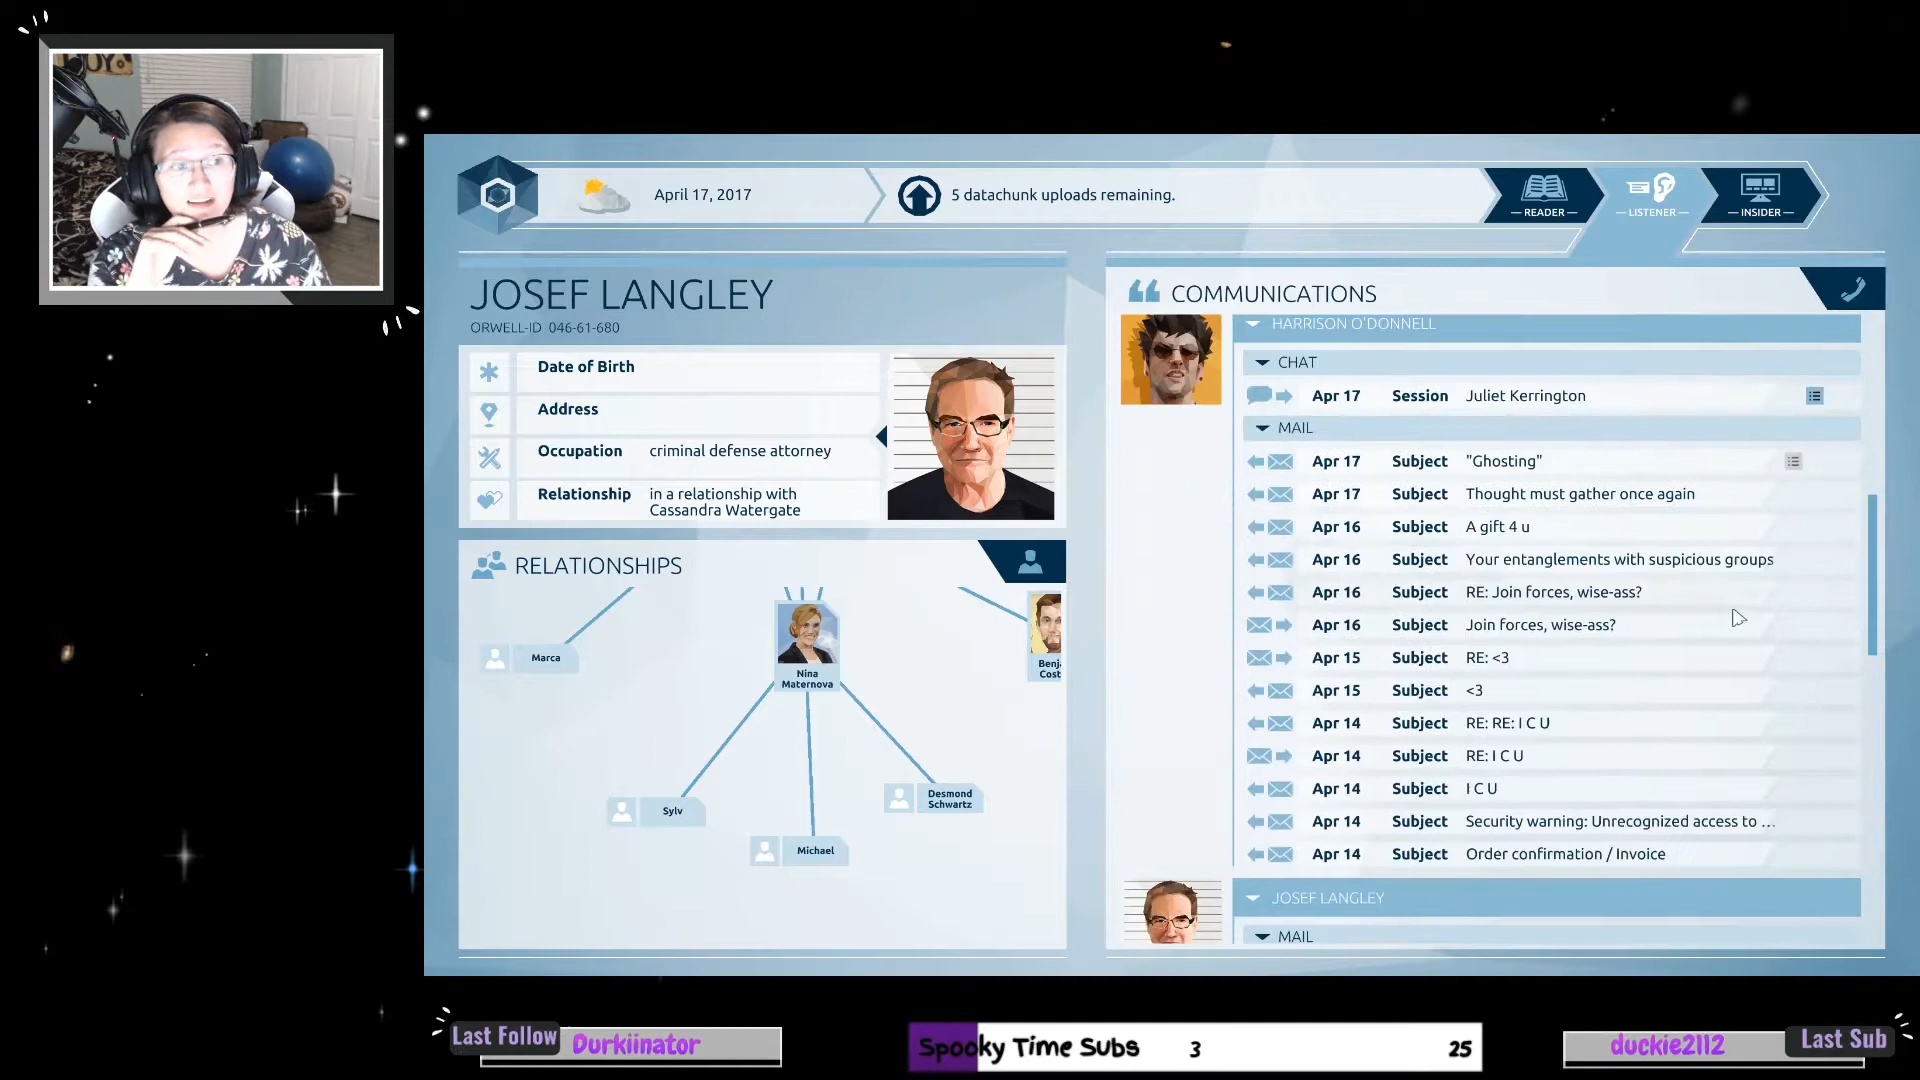 April 17, 2017
5 datachunk uploads remaining.
READER
LISTENER
INSIDER
JOSEF LANGLEY
ORWELL-ID 046-61-680
Date of Birth
Address
Occupation criminal defense attorney
Relationship in a relationship with
Cassandra Watergate
RELATIONSHIPS
Marca
Nina
Maternova
Benj
Cost
Sylv
Michael
Desmond
Schwartz
COMMUNICATIONS
HARRISON O'DONNELL
CHAT
Apr 17 Session Juliet Kerrington
MAIL
Apr 17 Subject "Ghosting"
Apr 17 Subject Thought must gather once again
Apr 16 Subject A gift 4 u
Apr 16 Subject Your entanglements with suspicious groups
Apr 16 Subject RE: Join forces, wise-ass?
Apr 16 Subject Join forces, wise-ass?
Apr 15 Subject RE: <3
Apr 15 Subject <3
Apr 14 Subject RE: RE: I C U
Apr 14 Subject RE: I C U
Apr 14 Subject I C U
Apr 14 Subject Security warning: Unrecognized access to ...
Apr 14 Subject Order confirmation / Invoice
JOSEF LANGLEY
MAIL
Last Follow Durkiinator
Spooky Time Subs 3 25
duckie2112 Last Sub